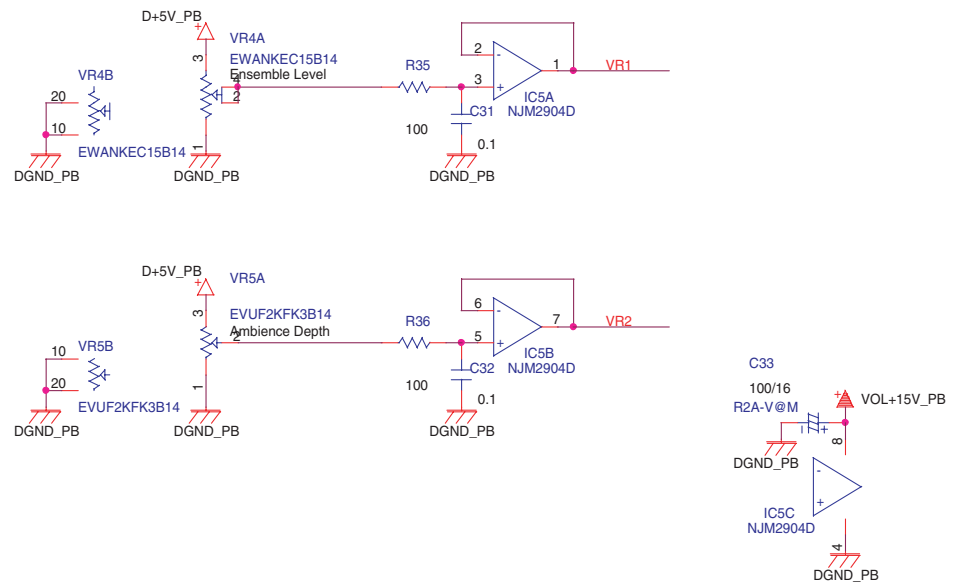 D+5V_PB
VR4A
EWANKEC15B14
Ensemble Level
3
4
2
1
DGND_PB
VR4B
20
10
EWANKEC15B14
DGND_PB
R35
100
C31
0.1
DGND_PB
2
-
3
+
1
IC5A
NJM2904D
VR1
D+5V_PB
VR5A
EVUF2KFK3B14
Ambience Depth
3
2
1
DGND_PB
VR5B
10
20
EVUF2KFK3B14
DGND_PB
R36
100
C32
0.1
DGND_PB
6
-
5
+
7
IC5B
NJM2904D
VR2
C33
100/16
R2A-V@M
VOL+15V_PB
+
DGND_PB
8
-
+
IC5C
NJM2904D
4
DGND_PB